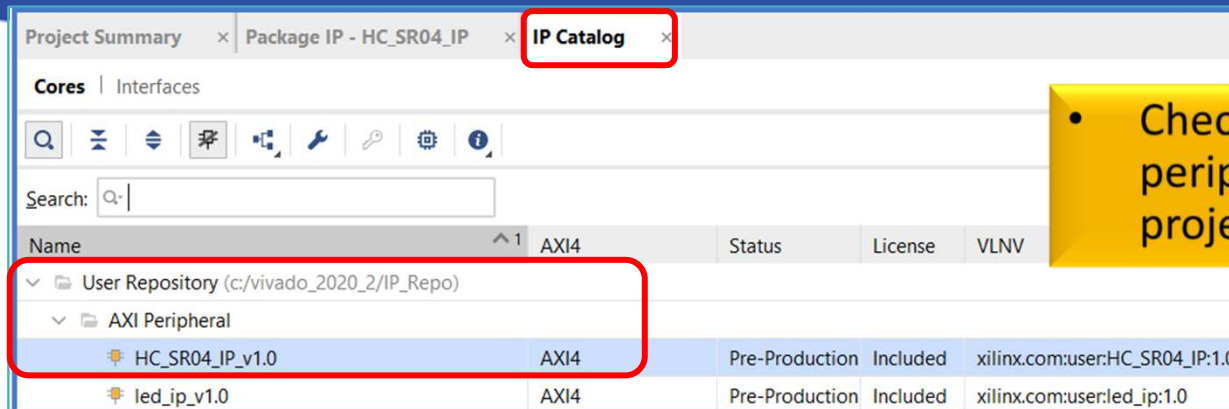 Project Summary × Package IP - HC_SR04_IP × IP Catalog ×
Cores | Interfaces
Search:
Name 1 AXI4 Status License VLNV
User Repository (c:/vivado_2020_2/IP_Repo)
AXI Peripheral
HC_SR04_IP_v1.0 AXI4 Pre-Production Included xilinx.com:user:HC_SR04_IP:1.0
led_ip_v1.0 AXI4 Pre-Production Included xilinx.com:user:led_ip:1.0